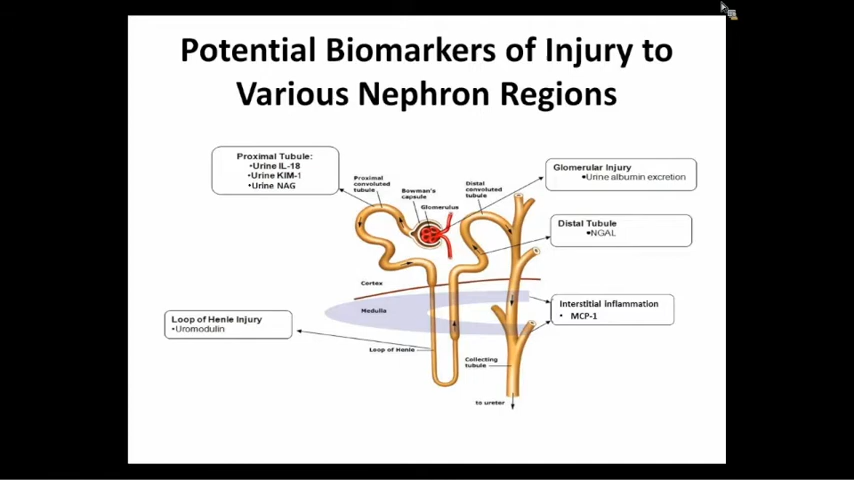 Potential Biomarkers of Injury to
Various Nephron Regions
Proximal Tubule:
•Urine IL-18
•Urine KIM-1
•Urine NAG
Proximal
convoluted
tubule
Bowman's
capsule
Glomerulus
Distal
convoluted
tubule
Glomerular Injury
•Urine albumin excretion
Distal Tubule
•NGAL
Cortex
Medulla
Interstitial inflammation
• MCP-1
Loop of Henle Injury
•Uromodulin
Loop of Henle
Collecting
tubule
to ureter